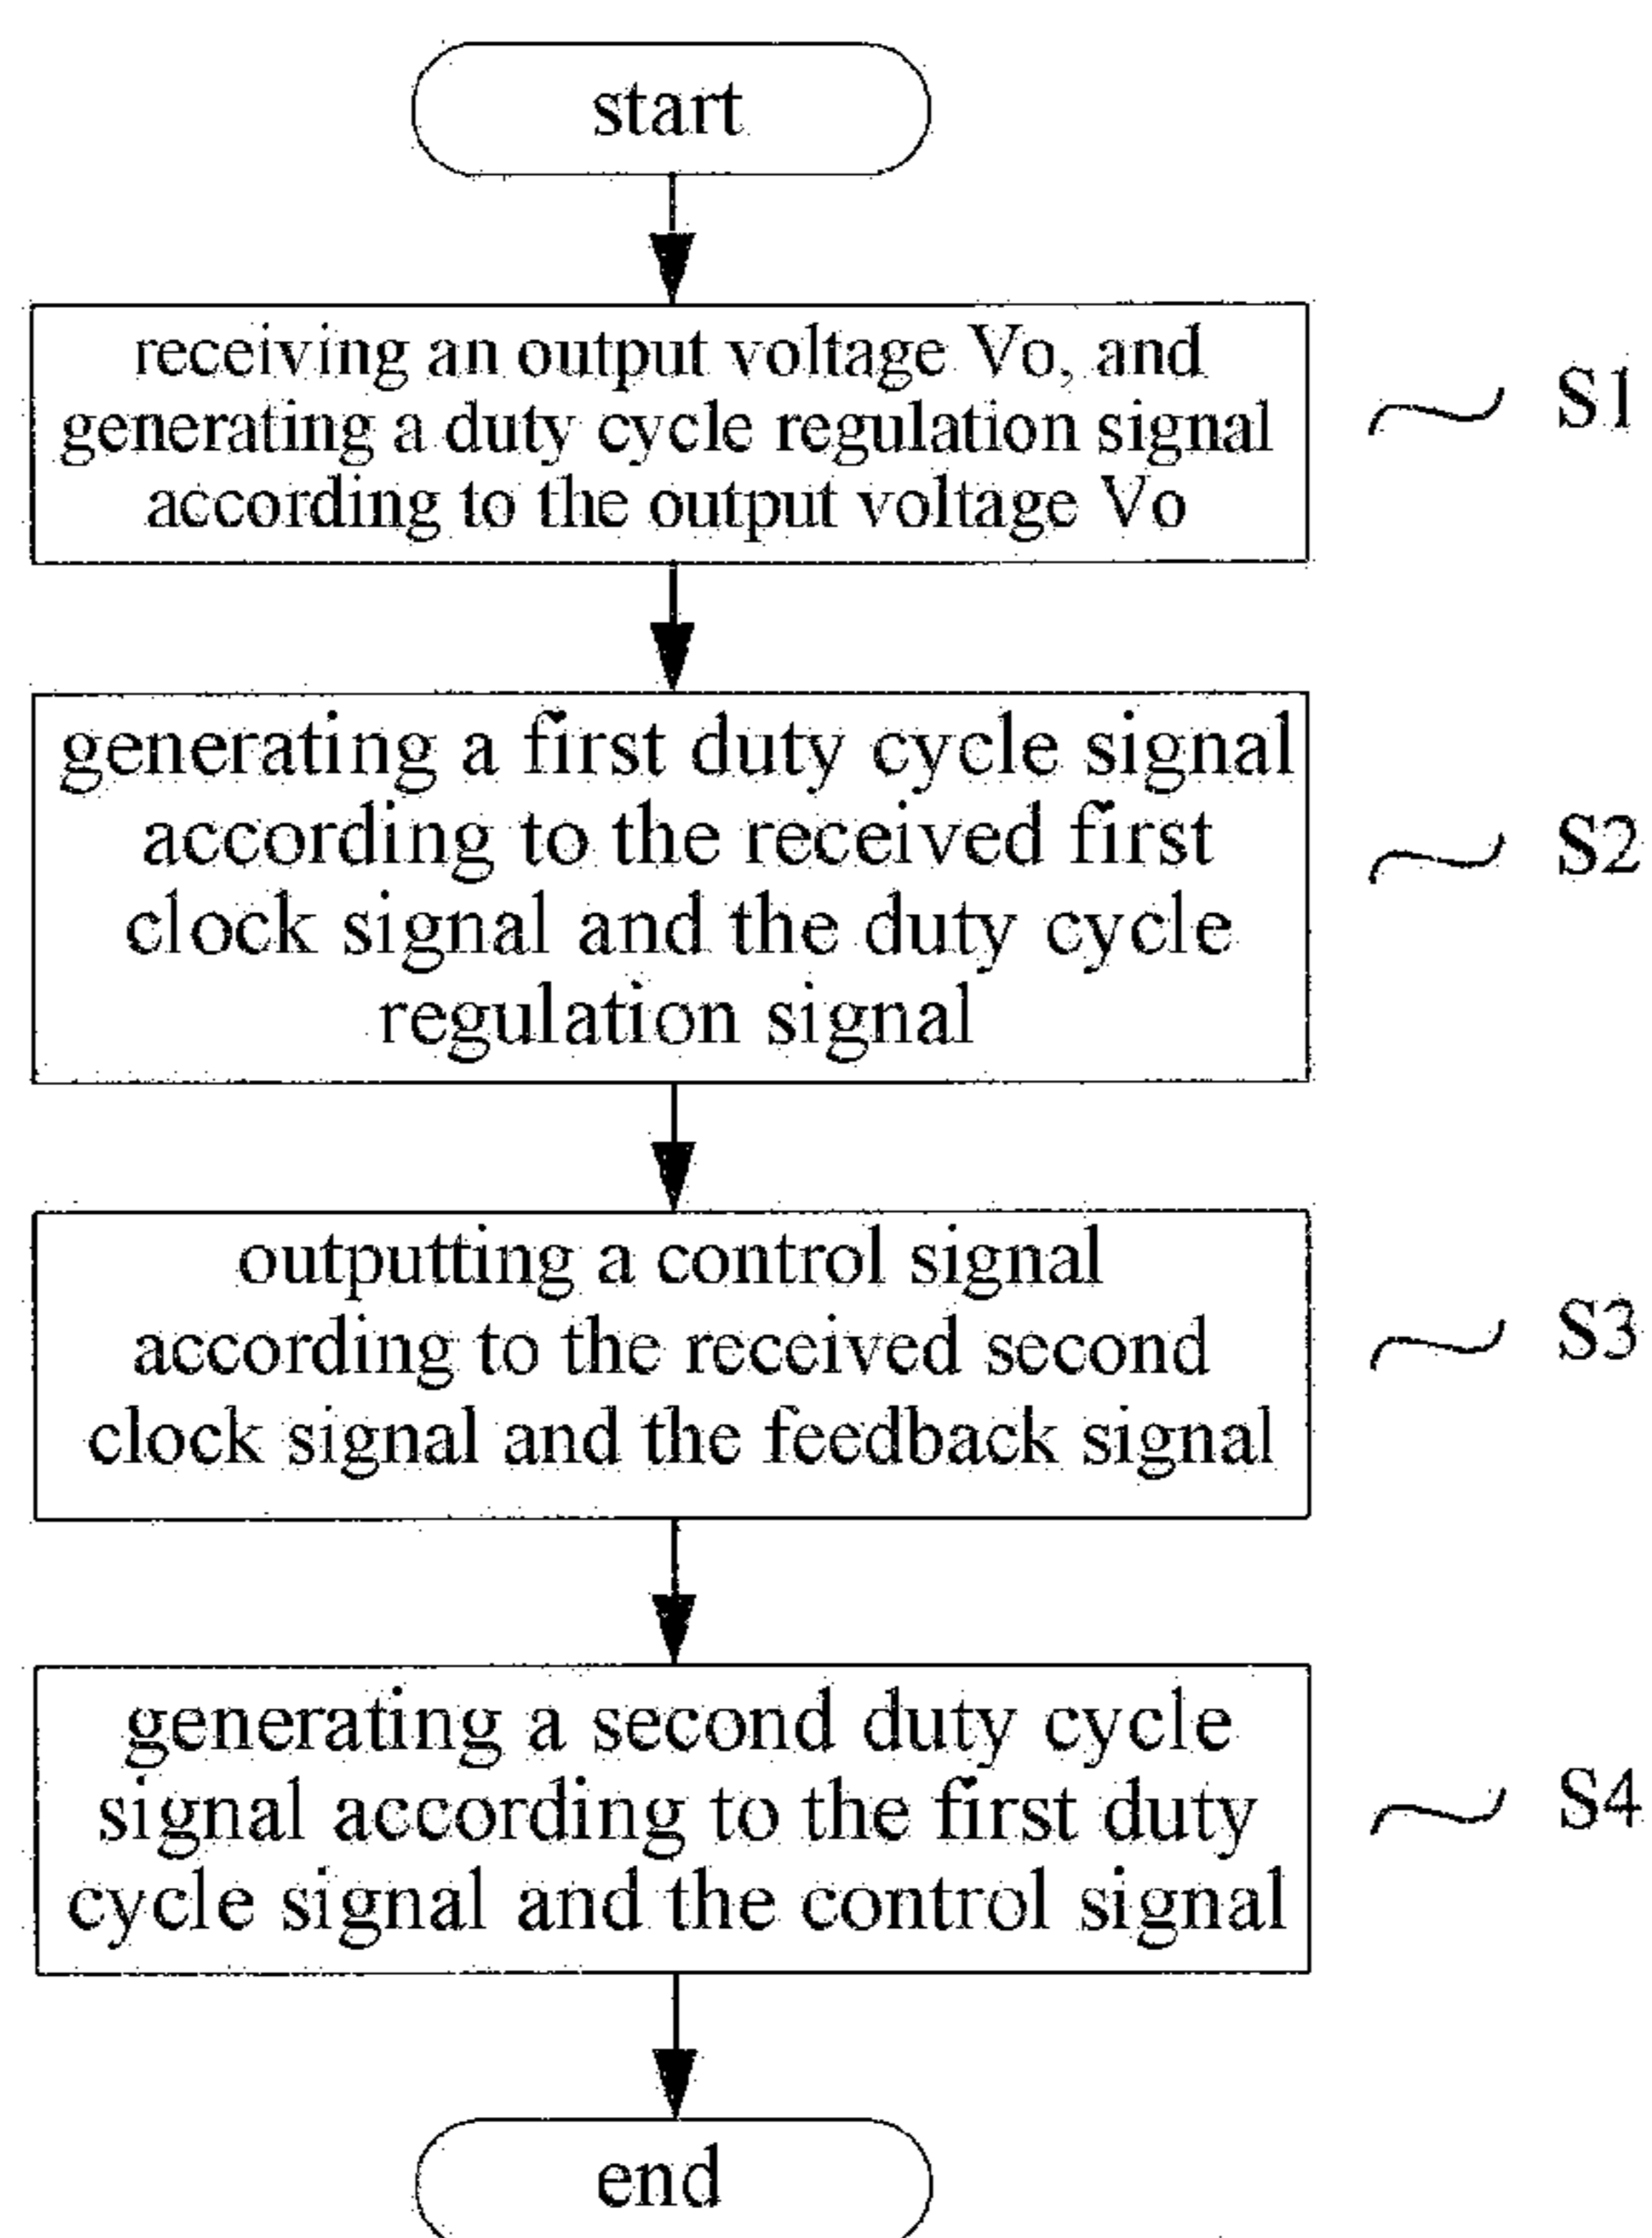 start
receiving an output voltage Vo, and
generating a duty cycle regulation signal
according to the output voltage Vo
S1
generating a first duty cycle signal
according to the received first
clock signal and the duty cycle
regulation signal
S2
outputting a control signal
according to the received second
clock signal and the feedback signal
S3
generating a second duty cycle
signal according to the first duty
cycle signal and the control signal
S4
end